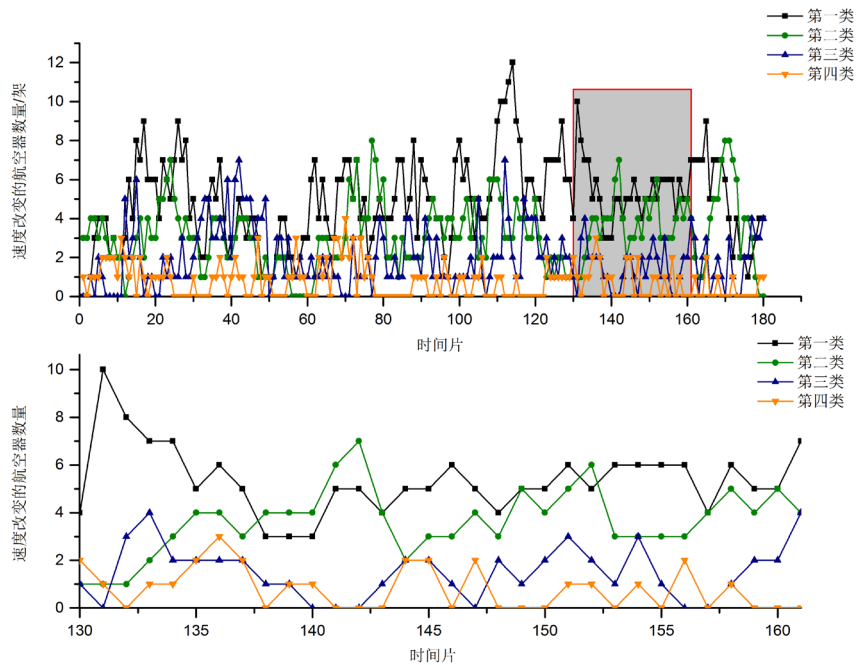 第一类
第二类
第三类
第四类
速度改变的航空器数量/架
12
10
8
6
4
2
0
0 20 40 60 80 100 120 140 160 180
时间片
第一类
第二类
第三类
第四类
速度改变的航空器数量
10
8
6
4
2
0
130 135 140 145 150 155 160
时间片